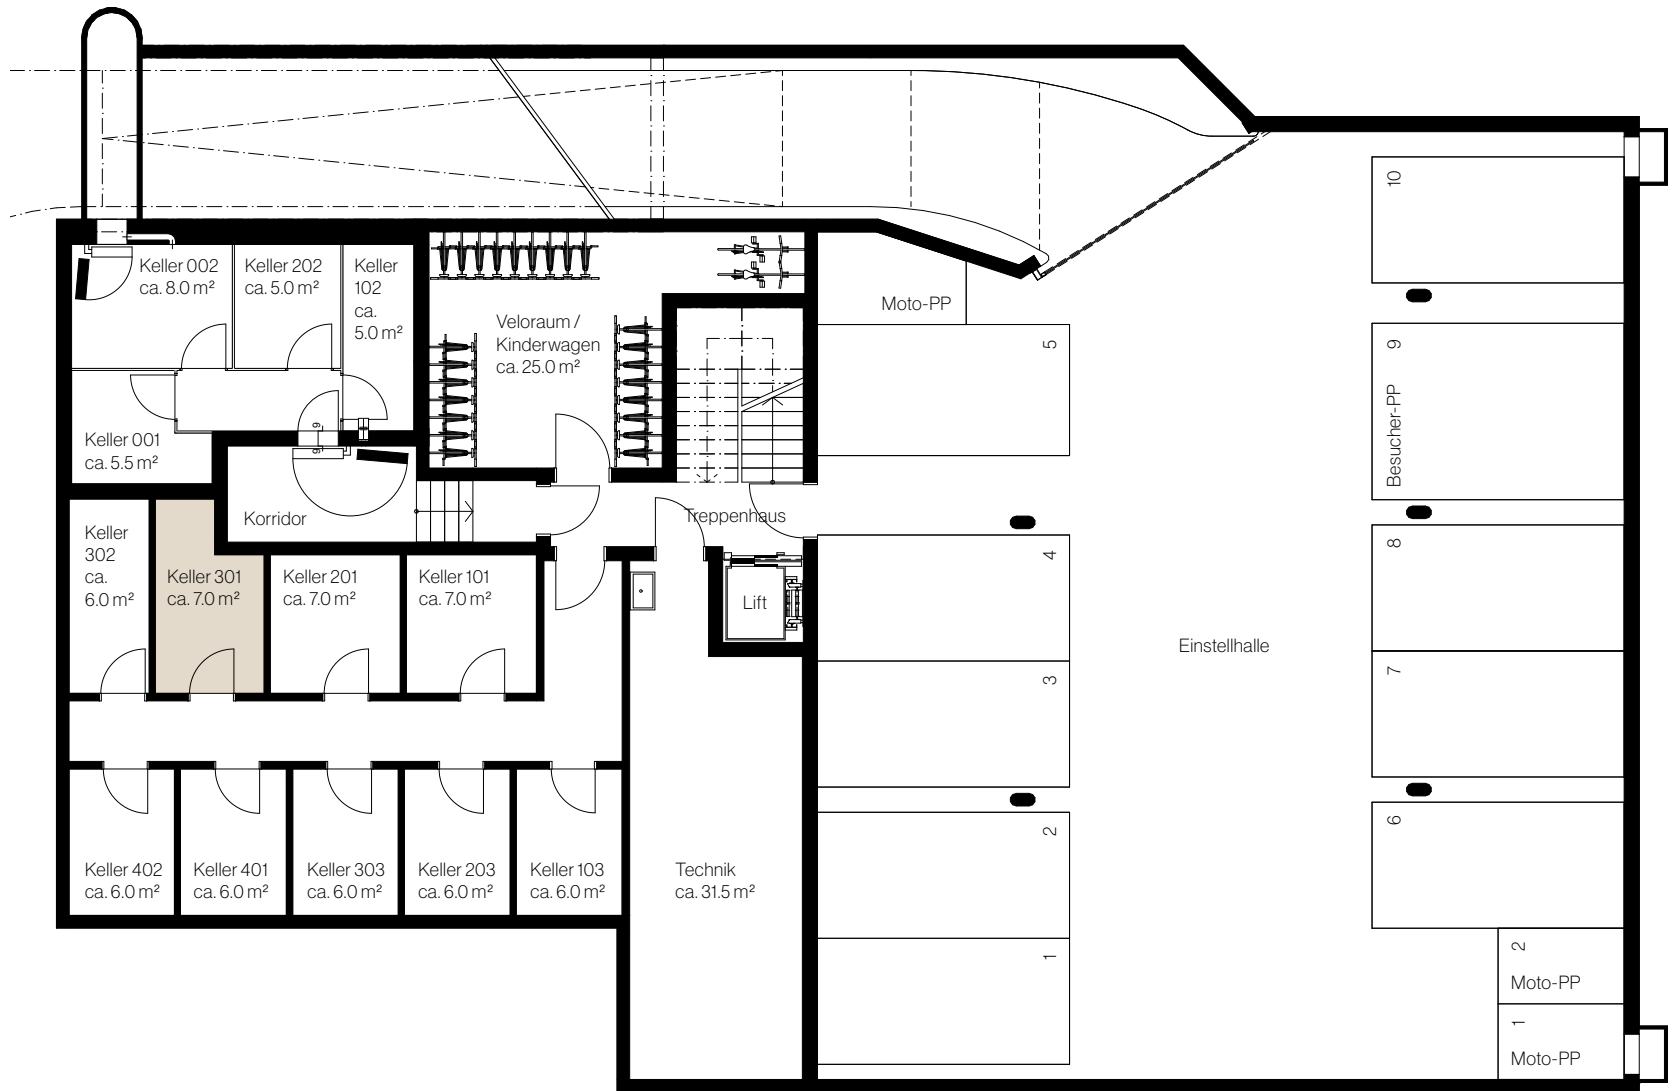 10
Keller 002
ca. 8.0 m²
Keller 202
ca. 5.0 m²
Keller
102
ca.
5.0 m²
Moto-PP
Veloraum /
Kinderwagen
ca. 25.0 m²
5
9
Besucher-PP
Keller 001
ca. 5.5 m²
9
9
Korridor
Treppenhaus
Keller
302
ca.
6.0 m²
Keller 301
ca. 7.0 m²
Keller 201
ca. 7.0 m²
Keller 101
ca. 7.0 m²
Lift
4
8
Einstellhalle
3
7
2
6
Keller 402
ca. 6.0 m²
Keller 401
ca. 6.0 m²
Keller 303
ca. 6.0 m²
Keller 203
ca. 6.0 m²
Keller 103
ca. 6.0 m²
Technik
ca. 31.5 m²
1
2
Moto-PP
1
Moto-PP